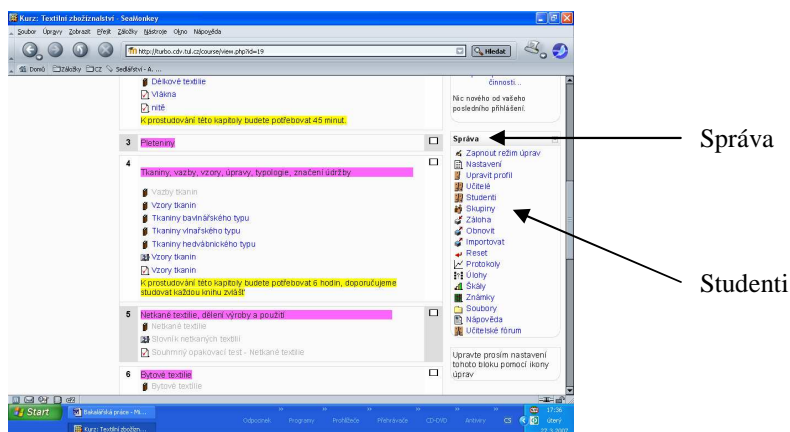 Kurz: Textilní zbožíznalství - SeaMonkey
Soubor Úpravy Zobrazit Přejít Záložky Nástroje Okno Nápověda
http://turbo.cdv.tul.cz/course/view.php?id=19
Hledat
Domů Záložky CZ Sedlářství - A. ...
Délkové textilie
Vlákna
nitě
K prostudování této kapitoly budete potřebovat 45 minut.
3 Pleteniny
4
Tkaniny, vazby, vzory, úpravy, typologie, značení údržby
Vazby tkanin
Vzory tkanin
Tkaniny bavlnářského typu
Tkaniny vlnařského typu
Tkaniny hedvábnického typu
Vzory tkanin
Vzory tkanin
K prostudování této kapitoly budete potřebovat 6 hodin, doporučujeme
studovat každou knihu zvlášť
5 Netkané textilie, dělení výroby a použití
Netkané textilie
Slovník netkaných textilií
Souhrnný opakovací test - Netkané textilie
6 Bytové textilie
Bytové textilie
činnosti...
Nic nového od vašeho
posledního přihlášení.
Správa
Zapnout režim úprav
Nastavení
Upravit profil
Učitelé
Studenti
Skupiny
Záloha
Obnovit
Importovat
Reset
Protokoly
Úlohy
Škály
Známky
Soubory
Nápověda
Učitelské fórum
Upravte prosím nastavení
tohoto bloku pomocí ikony
úprav
Správa
Studenti
Start
Bakalářská práce - Mi...
Kurz: Textilní zbožízn...
Odpočinek Programy Prohlížeče Přehrávače CD-DVD Antiviry CS
17:36
úterý
27.3.2007